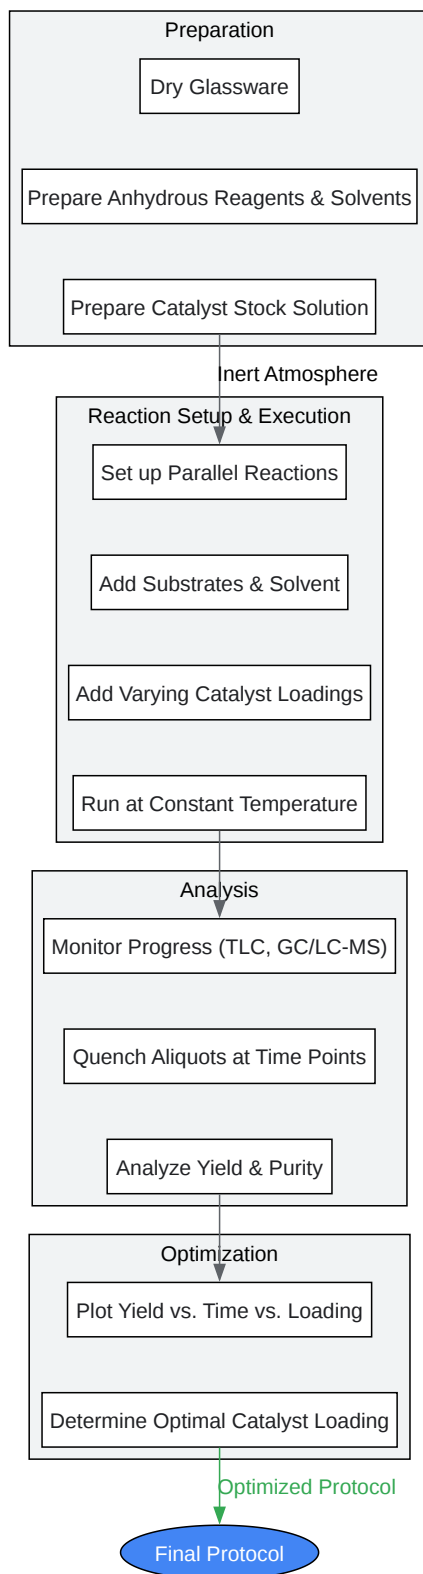 Preparation
Dry Glassware
Prepare Anhydrous Reagents & Solvents
Prepare Catalyst Stock Solution
Inert Atmosphere
Reaction Setup & Execution
Set up Parallel Reactions
Add Substrates & Solvent
Add Varying Catalyst Loadings
Run at Constant Temperature
Analysis
Monitor Progress (TLC, GC/LC-MS)
Quench Aliquots at Time Points
Analyze Yield & Purity
Optimization
Plot Yield vs. Time vs. Loading
Determine Optimal Catalyst Loading
Optimized Protocol
Final Protocol